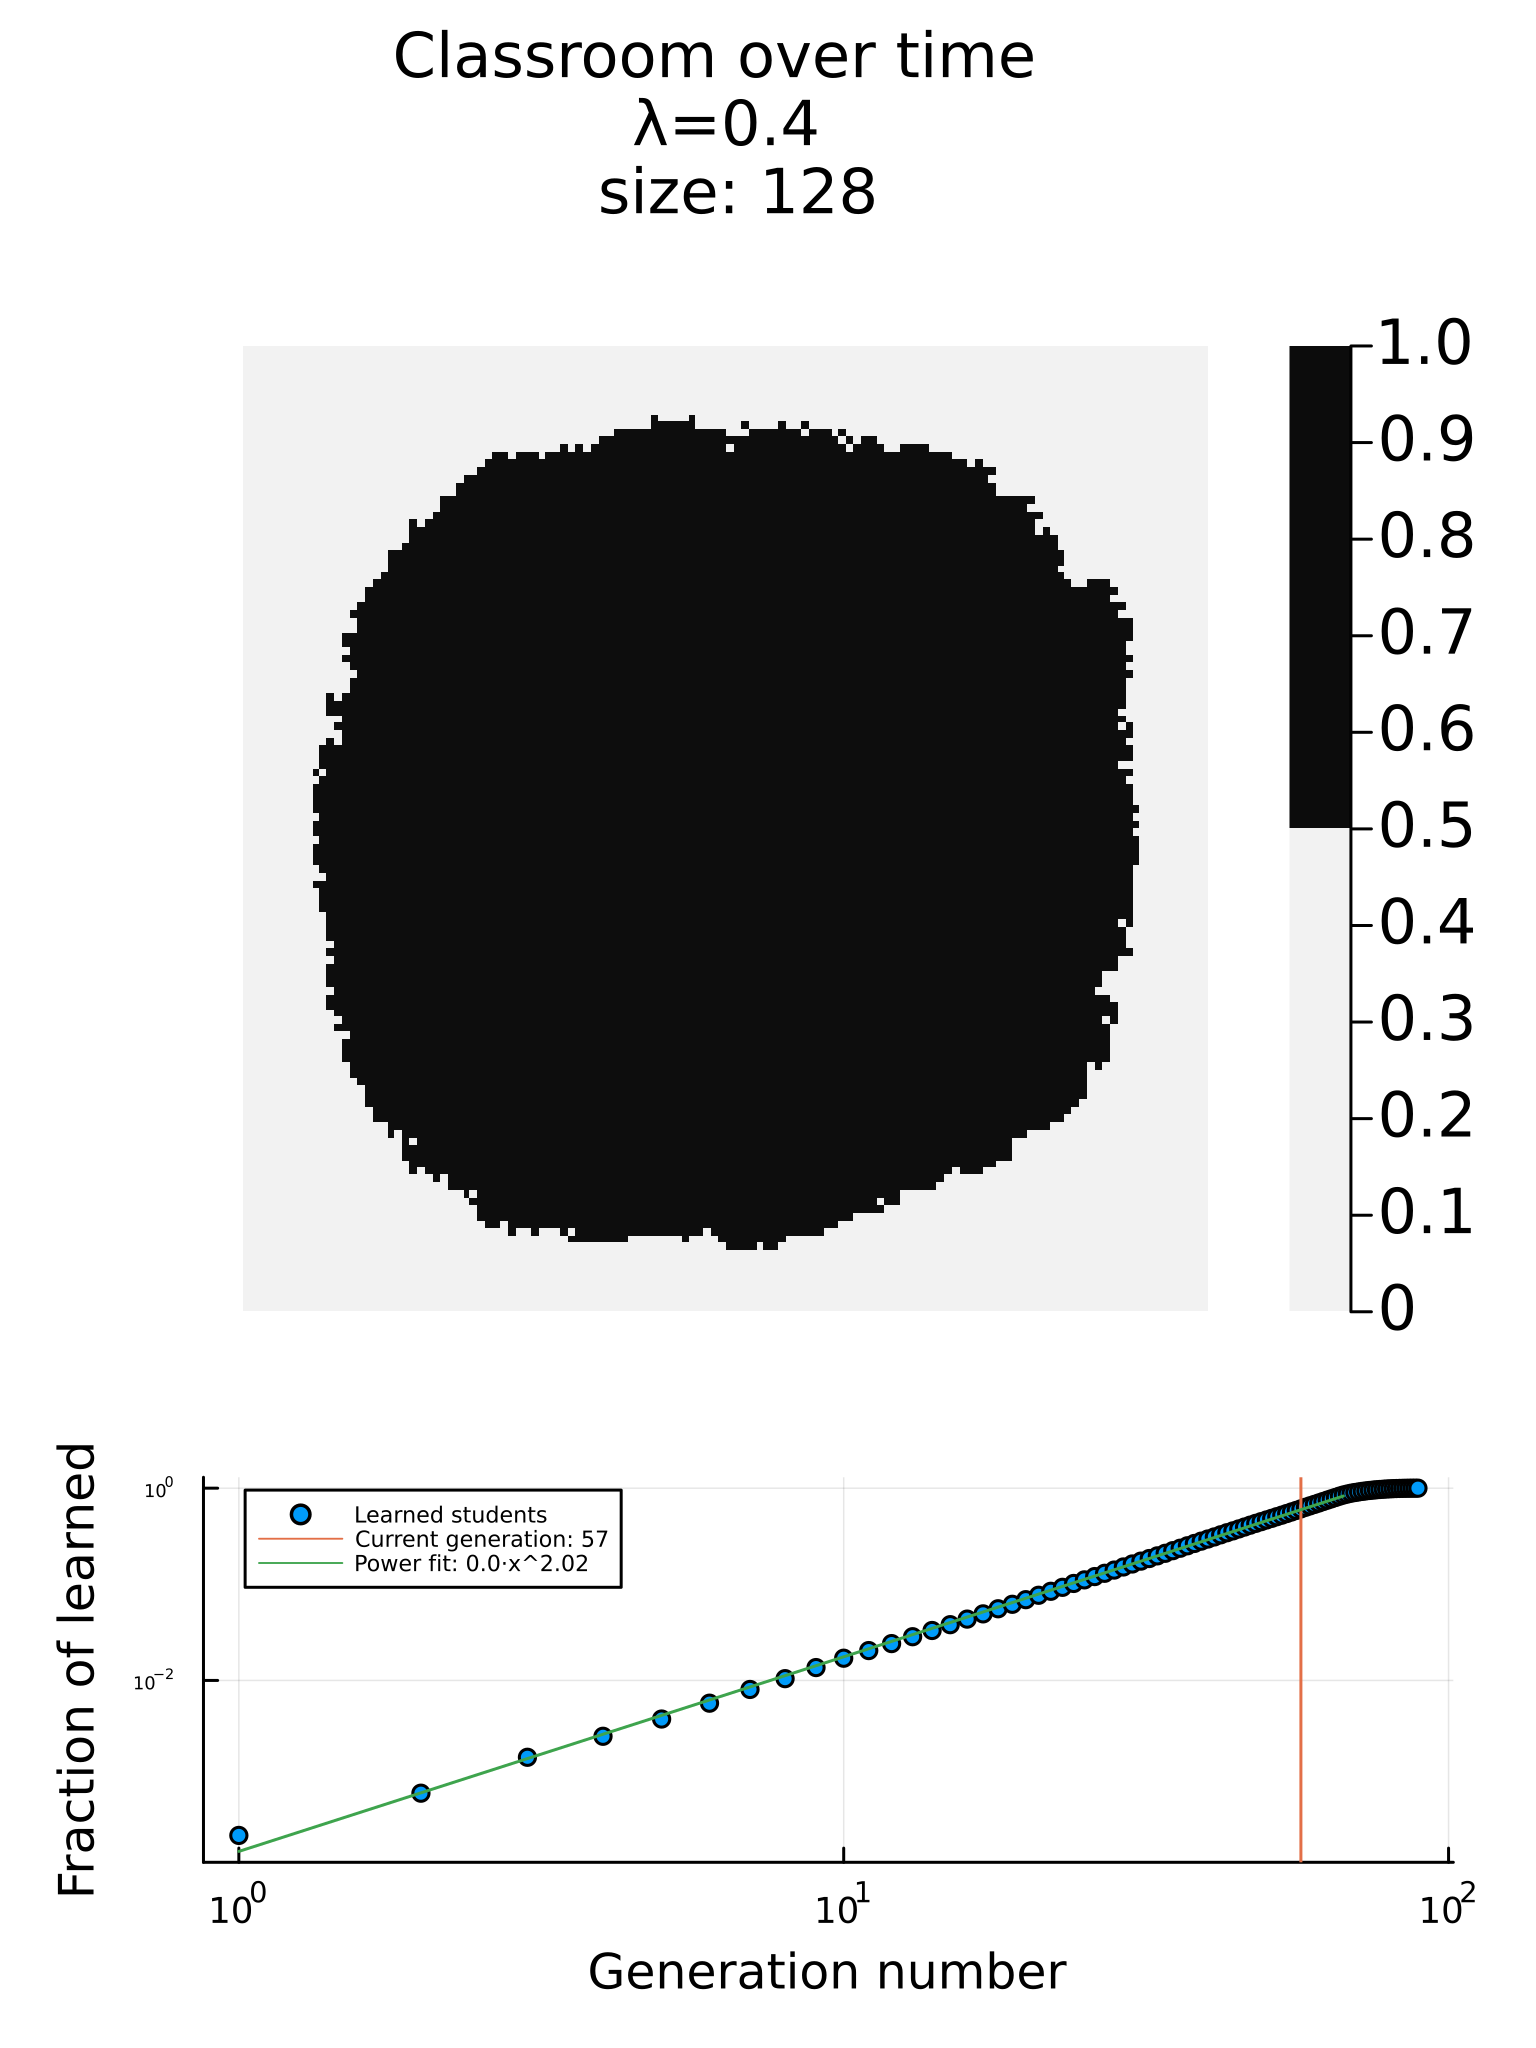 Classroom over time
λ=0.4
size: 128
1.0
0.9
0.8
0.7
0.6
0.5
0.4
0.3
0.2
0.1
0
Fraction of learned
10^0
10^−2
Learned students
Current generation: 57
Power fit: 0.0·x^2.02
10^0 10^1 10^2
Generation number